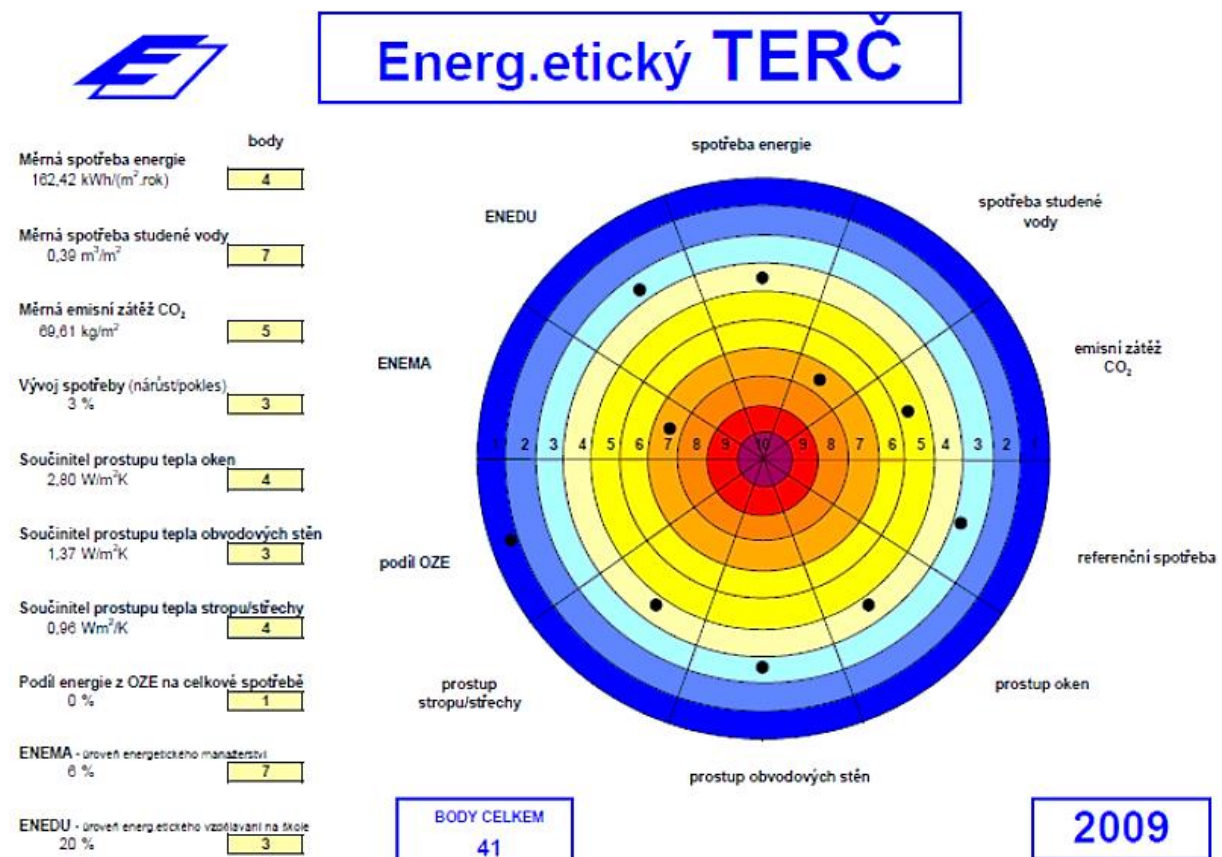 Energ.etický TERČ
body
Měrná spotřeba energie
162,42 kWh/(m².rok)
4
Měrná spotřeba studené vody
0,39 m³/m²
7
Měrná emisní zátěž CO₂
69,61 kg/m²
5
Vývoj spotřeby (nárůst/pokles)
3 %
3
Součinitel prostupu tepla oken
2,80 W/m²K
4
Součinitel prostupu tepla obvodových stěn
1,37 W/m²K
3
Součinitel prostupu tepla stropu/střechy
0,96 Wm²/K
4
Podíl energie z OZE na celkové spotřebě
0 %
1
ENEMA - úroveň energetického manažerství
6 %
7
ENEDU - úroveň energ.etického vzdělávání na škole
20 %
3
spotřeba energie
spotřeba studené
vody
emisní zátěž
CO₂
referenční spotřeba
prostup oken
prostup obvodových stěn
prostup
stropu/střechy
podíl OZE
ENEMA
ENEDU
1 2 3 4 5 6 7 8 9 10 9 8 7 6 5 4 3 2 1
BODY CELKEM
41
2009